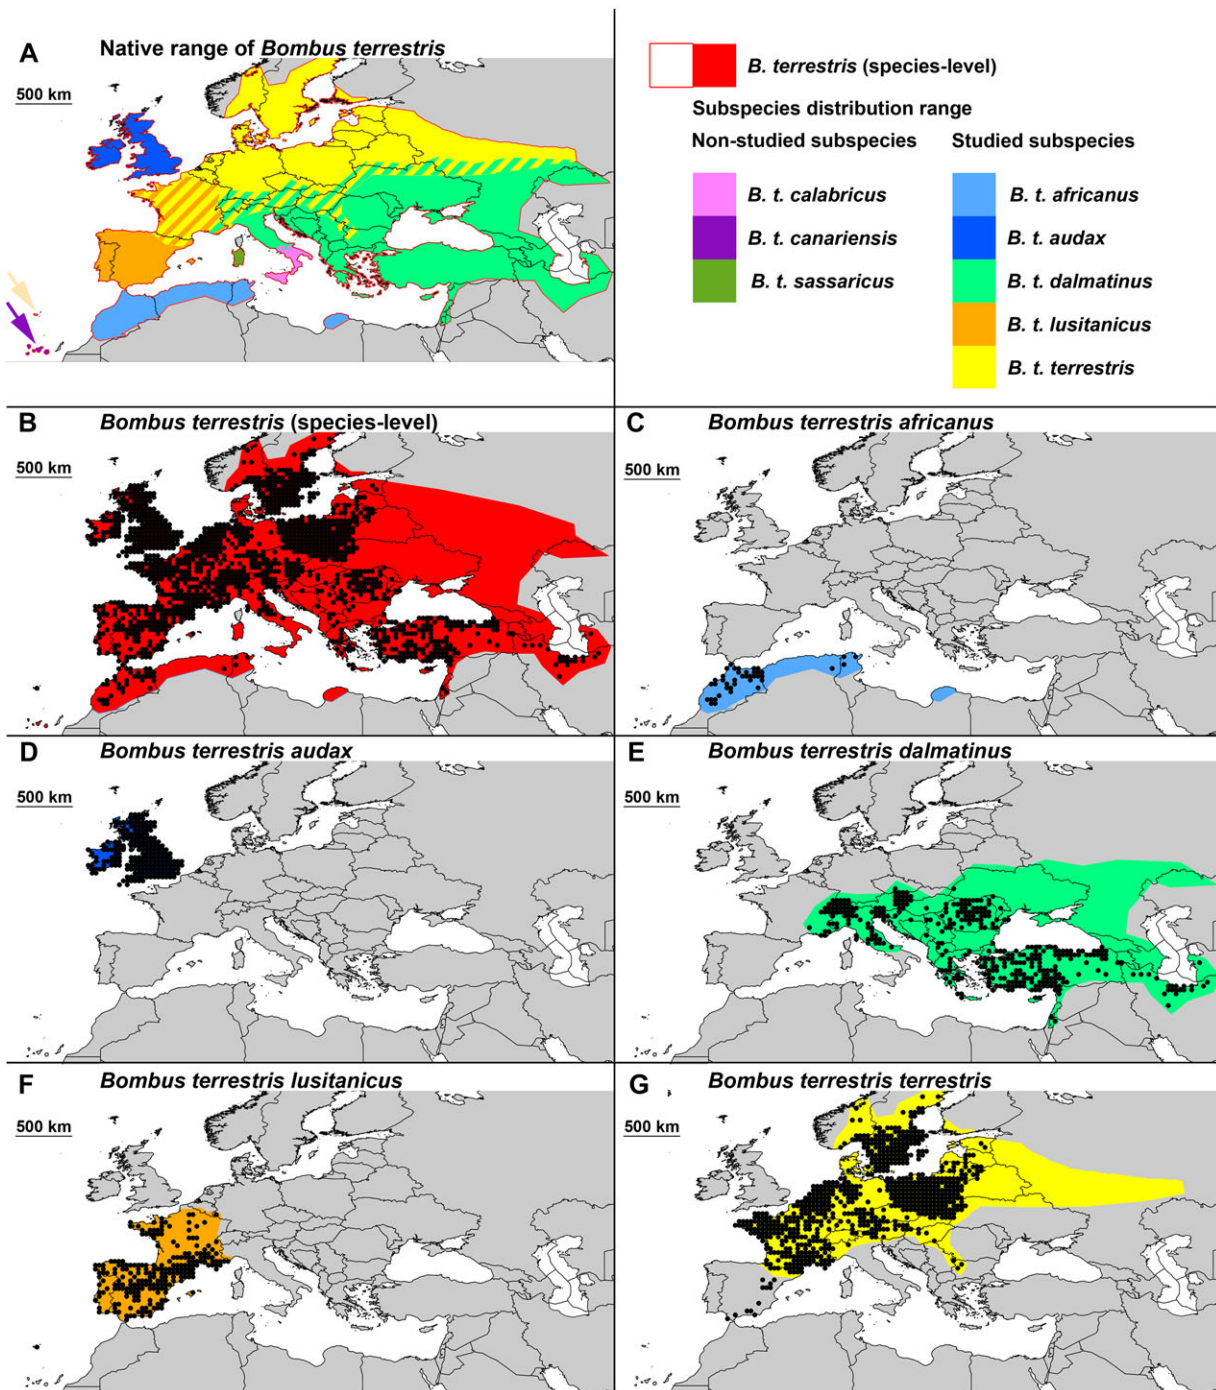 A Native range of Bombus terrestris
500 km
B. terrestris (species-level)
Subspecies distribution range
Non-studied subspecies
Studied subspecies
B. t. calabricus
B. t. canariensis
B. t. sassaricus
B. t. africanus
B. t. audax
B. t. dalmatinus
B. t. lusitanicus
B. t. terrestris
B Bombus terrestris (species-level)
500 km
C Bombus terrestris africanus
500 km
D Bombus terrestris audax
500 km
E Bombus terrestris dalmatinus
500 km
F Bombus terrestris lusitanicus
500 km
G Bombus terrestris terrestris
500 km